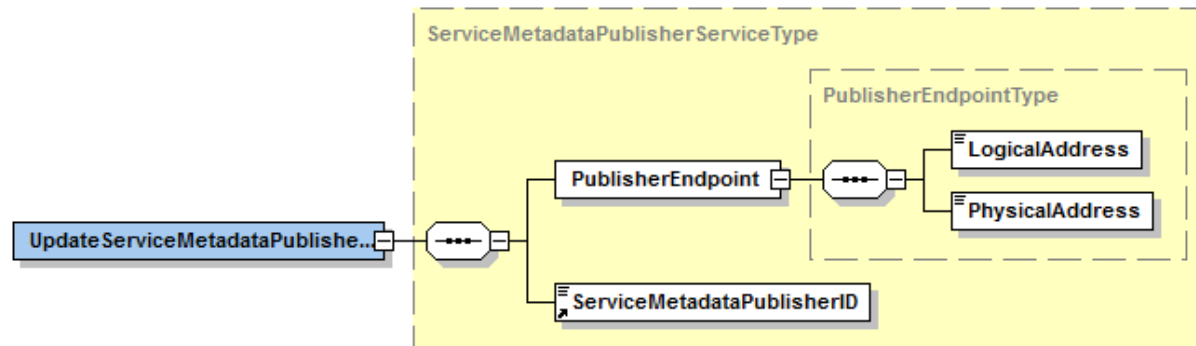 ServiceMetadataPublisherServiceType
PublisherEndpointType
LogicalAddress
PublisherEndpoint
PhysicalAddress
UpdateServiceMetadataPublishe...
ServiceMetadataPublisherID